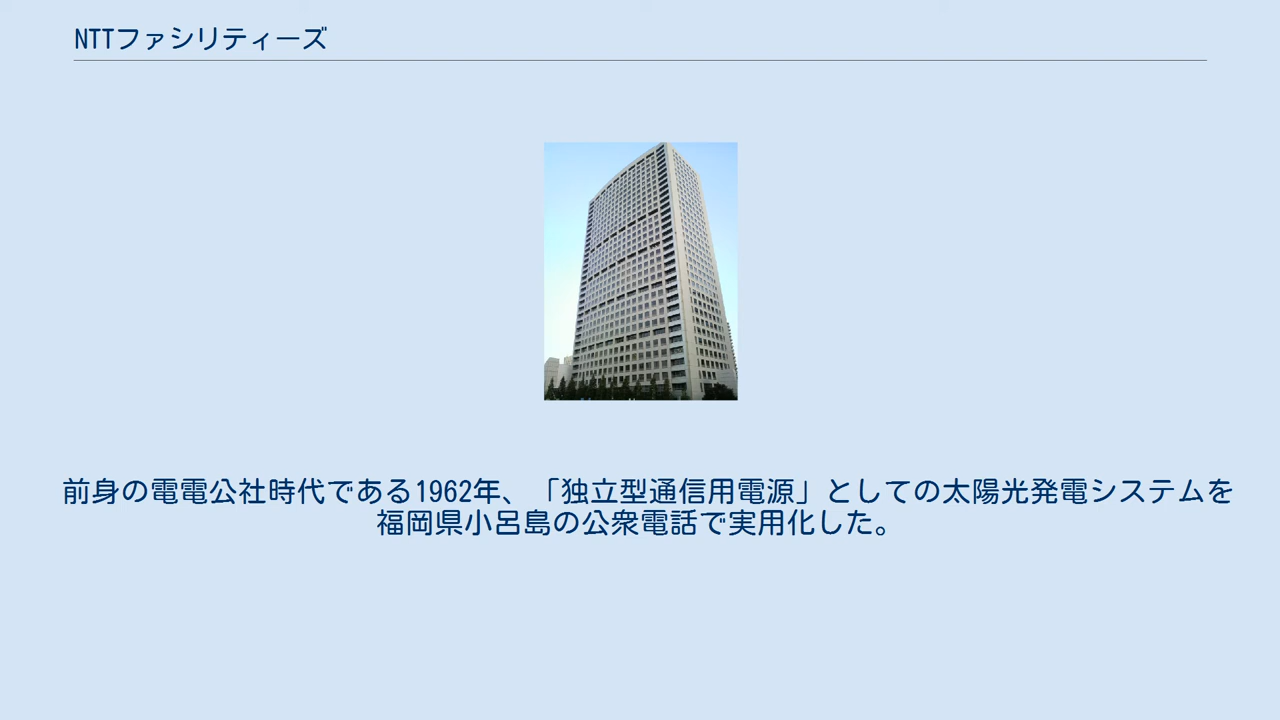 NTTファシリティーズ
前身の電電公社時代である1962年、「独立型通信用電源」としての太陽光発電システムを
福岡県小呂島の公衆電話で実用化した。